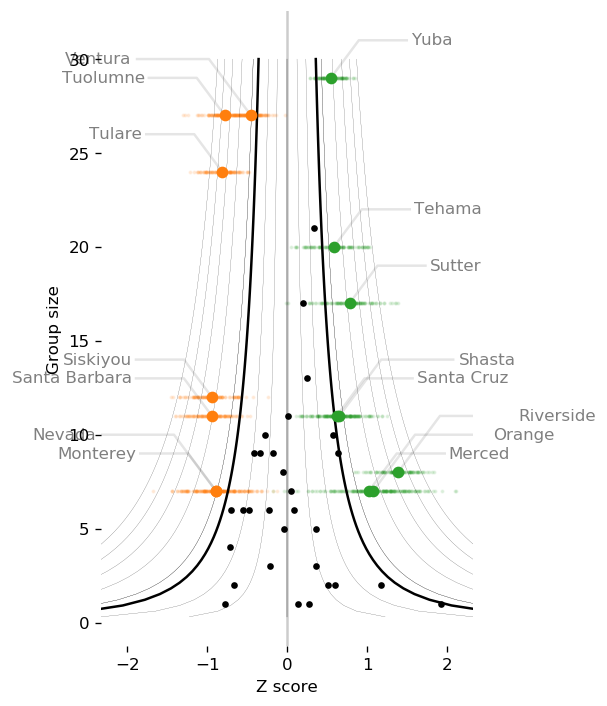 Yuba
Ventura
30
Tuolumne
Tulare
25
Tehama
20
Sutter
Group size
15
Siskiyou
Shasta
Santa Barbara
Santa Cruz
Riverside
Nevada
10
Orange
Monterey
Merced
5
0
−2
−1
0
1
2
Z score